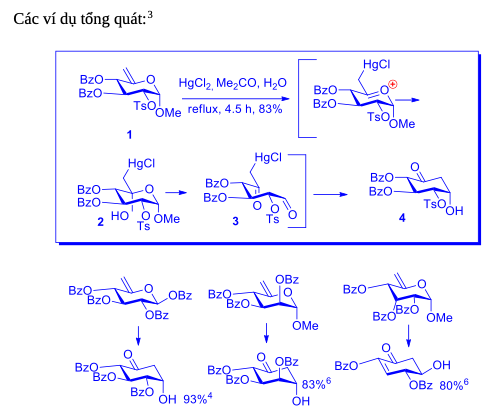 Các ví dụ tổng quát:³
HgCl
BzO
O
BzO
TsO
OMe
1
HgCl₂, Me₂CO, H₂O
reflux, 4.5 h, 83%
BzO
O
⊕
BzO
TsO
OMe
HgCl
BzO
O
BzO
HO
O
Ts
OMe
2
HgCl
BzO
BzO
O
O
Ts
O
3
O
BzO
BzO
TsO
OH
4
BzO
O
BzO
OBz
OBz
OBz
BzO
O
BzO
OMe
BzO
O
BzO
OBz
OMe
O
BzO
BzO
OBz
OH
93%⁴
O
OBz
BzO
BzO
OH
83%⁶
O
BzO
OH
OBz
80%⁶